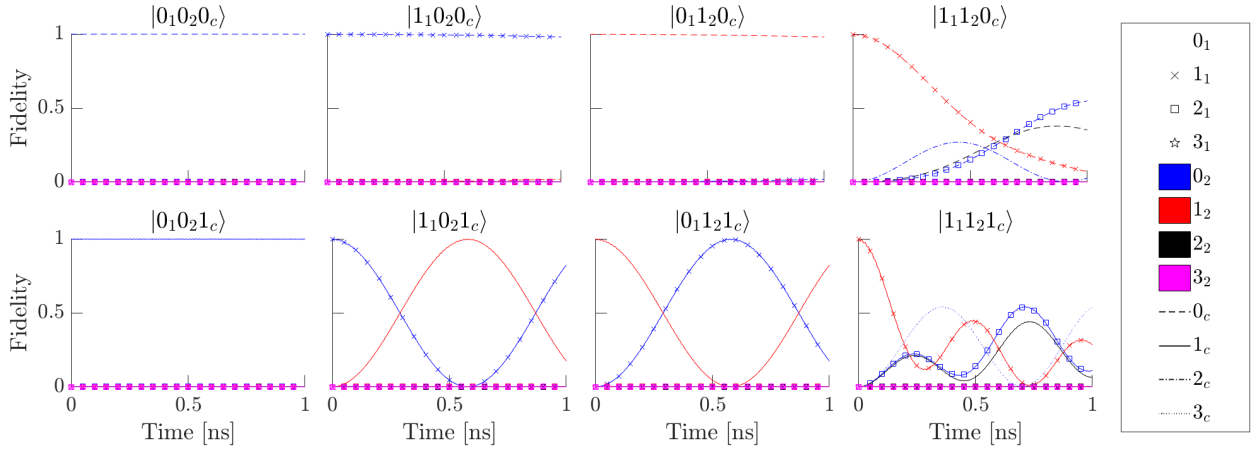 |0₁0₂0_c⟩
|1₁0₂0_c⟩
|0₁1₂0_c⟩
|1₁1₂0_c⟩
Fidelity
1
0.5
0
|0₁0₂1_c⟩
|1₁0₂1_c⟩
|0₁1₂1_c⟩
|1₁1₂1_c⟩
Fidelity
1
0.5
0
0 0.5 1
0 0.5 1
0 0.5 1
0 0.5 1
Time [ns]
Time [ns]
Time [ns]
Time [ns]
0₁
1₁
2₁
3₁
0₂
1₂
2₂
3₂
0_c
1_c
2_c
3_c